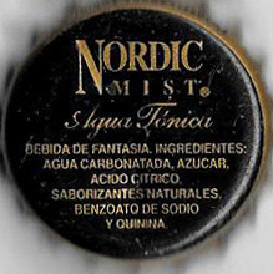 NORDIC
MIST®
Agua Tónica
BEBIDA DE FANTASIA. INGREDIENTES:
AGUA CARBONATADA, AZUCAR,
ACIDO CITRICO,
SABORIZANTES NATURALES,
BENZOATO DE SODIO
Y QUININA.